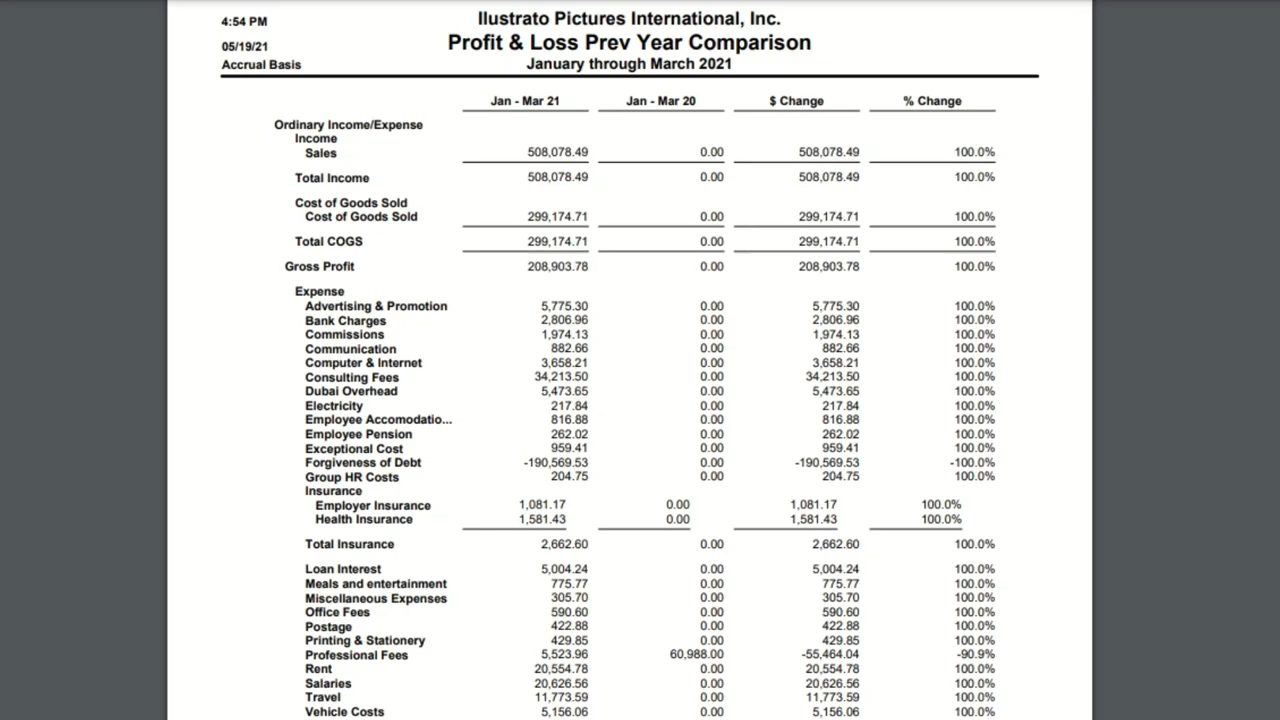 4:54 PM
Ilustrato Pictures International, Inc.
05/19/21
Profit & Loss Prev Year Comparison
Accrual Basis
January through March 2021
Jan - Mar 21 Jan - Mar 20 $ Change % Change
Ordinary Income/Expense
Income
Sales 508,078.49 0.00 508,078.49 100.0%
Total Income 508,078.49 0.00 508,078.49 100.0%
Cost of Goods Sold
Cost of Goods Sold 299,174.71 0.00 299,174.71 100.0%
Total COGS 299,174.71 0.00 299,174.71 100.0%
Gross Profit 208,903.78 0.00 208,903.78 100.0%
Expense
Advertising & Promotion 5,775.30 0.00 5,775.30 100.0%
Bank Charges 2,806.96 0.00 2,806.96 100.0%
Commissions 1,974.13 0.00 1,974.13 100.0%
Communication 882.66 0.00 882.66 100.0%
Computer & Internet 3,658.21 0.00 3,658.21 100.0%
Consulting Fees 34,213.50 0.00 34,213.50 100.0%
Dubai Overhead 5,473.65 0.00 5,473.65 100.0%
Electricity 217.84 0.00 217.84 100.0%
Employee Accomodatio... 816.88 0.00 816.88 100.0%
Employee Pension 262.02 0.00 262.02 100.0%
Exceptional Cost 959.41 0.00 959.41 100.0%
Forgiveness of Debt -190,569.53 0.00 -190,569.53 -100.0%
Group HR Costs 204.75 0.00 204.75 100.0%
Insurance
Employer Insurance 1,081.17 0.00 1,081.17 100.0%
Health Insurance 1,581.43 0.00 1,581.43 100.0%
Total Insurance 2,662.60 0.00 2,662.60 100.0%
Loan Interest 5,004.24 0.00 5,004.24 100.0%
Meals and entertainment 775.77 0.00 775.77 100.0%
Miscellaneous Expenses 305.70 0.00 305.70 100.0%
Office Fees 590.60 0.00 590.60 100.0%
Postage 422.88 0.00 422.88 100.0%
Printing & Stationery 429.85 0.00 429.85 100.0%
Professional Fees 5,523.96 60,988.00 -55,464.04 -90.9%
Rent 20,554.78 0.00 20,554.78 100.0%
Salaries 20,626.56 0.00 20,626.56 100.0%
Travel 11,773.59 0.00 11,773.59 100.0%
Vehicle Costs 5,156.06 0.00 5,156.06 100.0%